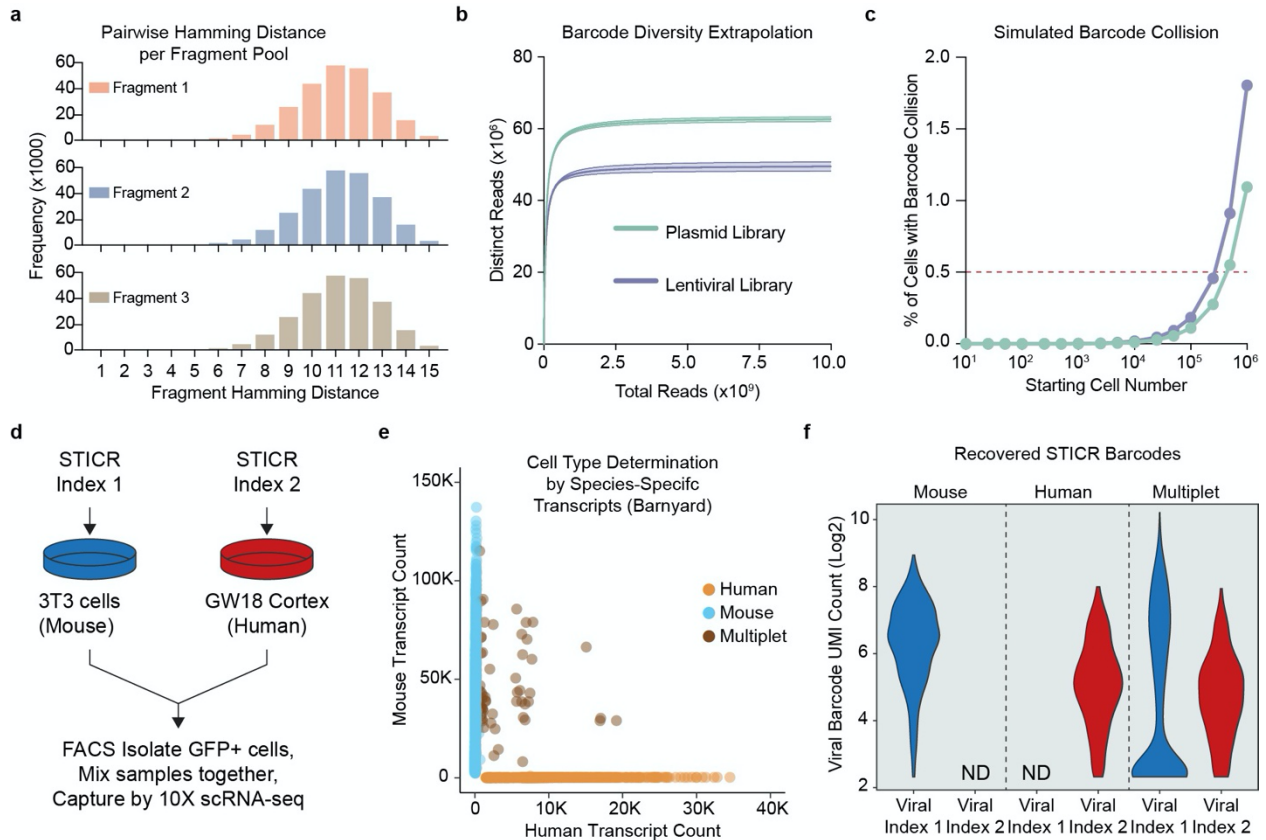 a
Pairwise Hamming Distance
per Fragment Pool
Frequency (x1000)
60
40
20
0
Fragment 1
60
40
20
0
Fragment 2
60
40
20
0
Fragment 3
1 2 3 4 5 6 7 8 9 10 11 12 13 14 15
Fragment Hamming Distance
b
Barcode Diversity Extrapolation
Distinct Reads (x10⁶)
80
60
40
20
0
Plasmid Library
Lentiviral Library
0 2.5 5.0 7.5 10.0
Total Reads (x10⁹)
c
Simulated Barcode Collision
% of Cells with Barcode Collision
2.0
1.5
1.0
0.5
0.0
10¹ 10² 10³ 10⁴ 10⁵ 10⁶
Starting Cell Number
d
STICR STICR
Index 1 Index 2
3T3 cells GW18 Cortex
(Mouse) (Human)
FACS Isolate GFP+ cells,
Mix samples together,
Capture by 10X scRNA-seq
e
Cell Type Determination
by Species-Specifc
Transcripts (Barnyard)
Mouse Transcript Count
150K
100K
50K
0
Human
Mouse
Multiplet
0 10K 20K 30K 40K
Human Transcript Count
f
Recovered STICR Barcodes
Mouse Human Multiplet
Viral Barcode UMI Count (Log2)
10
8
6
4
2
ND ND
Viral Viral Viral Viral Viral Viral
Index 1 Index 2 Index 1 Index 2 Index 1 Index 2